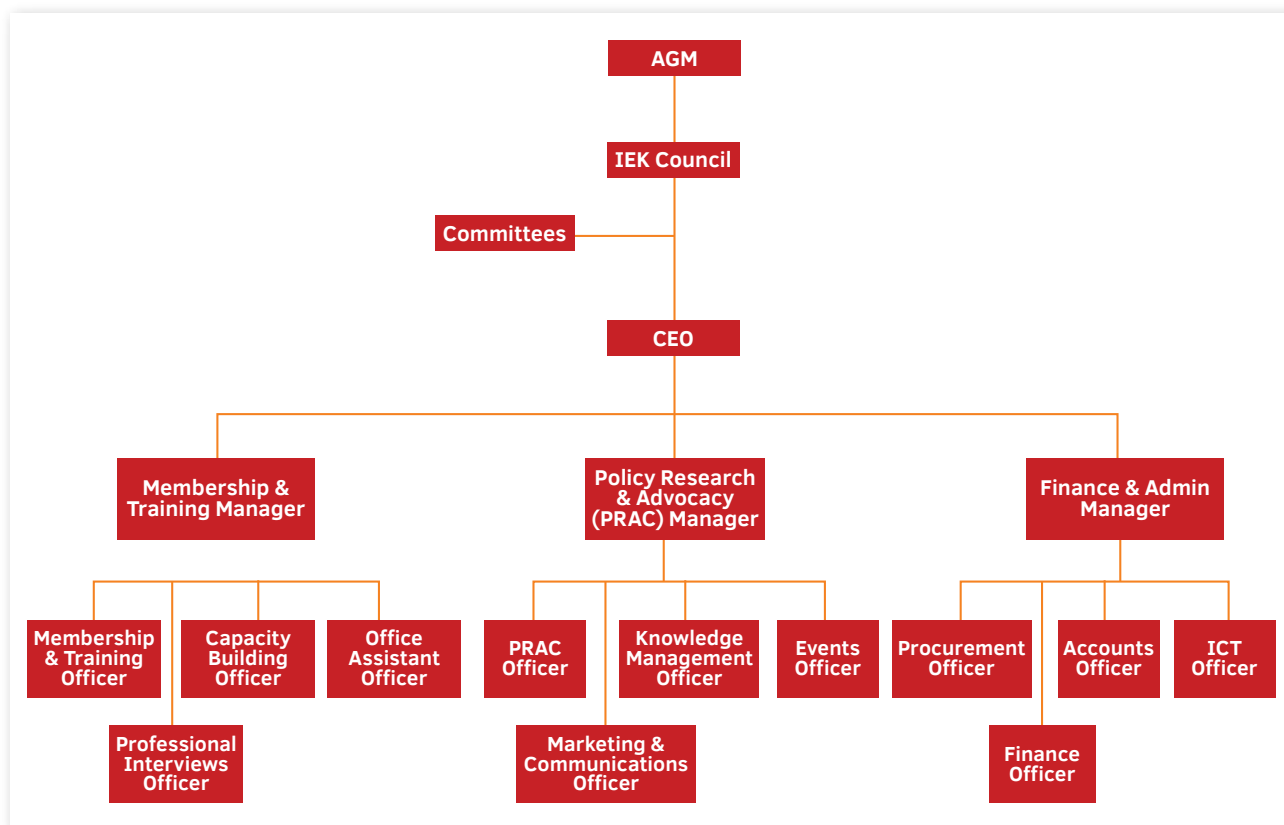 AGM
IEK Council
Committees
CEO
Membership &
Training Manager
Policy Research
& Advocacy
(PRAC) Manager
Finance & Admin
Manager
Membership
& Training
Officer
Capacity
Building
Officer
Office
Assistant
Officer
PRAC
Officer
Knowledge
Management
Officer
Events
Officer
Procurement
Officer
Accounts
Officer
ICT
Officer
Professional
Interviews
Officer
Marketing &
Communications
Officer
Finance
Officer